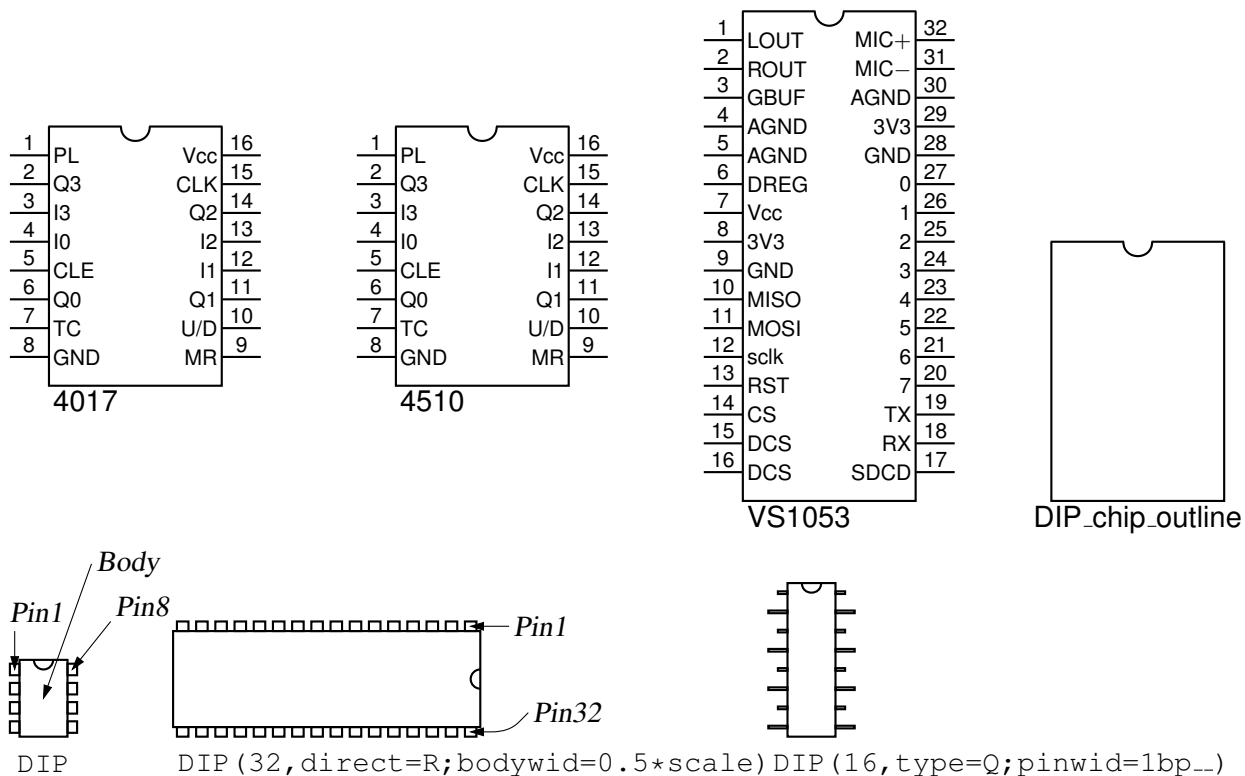 1 LOUT MIC+ 32
2 ROUT MIC− 31
3 GBUF AGND 30
4 AGND 3V3 29
5 AGND GND 28
6 DREG 0 27
7 Vcc 1 26
8 3V3 2 25
9 GND 3 24
10 MISO 4 23
11 MOSI 5 22
12 sclk 6 21
13 RST 7 20
14 CS TX 19
15 DCS RX 18
16 DCS SDCD 17
VS1053
1 PL Vcc 16
2 Q3 CLK 15
3 I3 Q2 14
4 I0 I2 13
5 CLE I1 12
6 Q0 Q1 11
7 TC U/D 10
8 GND MR 9
4017
1 PL Vcc 16
2 Q3 CLK 15
3 I3 Q2 14
4 I0 I2 13
5 CLE I1 12
6 Q0 Q1 11
7 TC U/D 10
8 GND MR 9
4510
DIP_chip_outline
Body
Pin1
Pin8
DIP
Pin1
Pin32
DIP(32,direct=R;bodywid=0.5*scale)
DIP(16,type=Q;pinwid=1bp__)